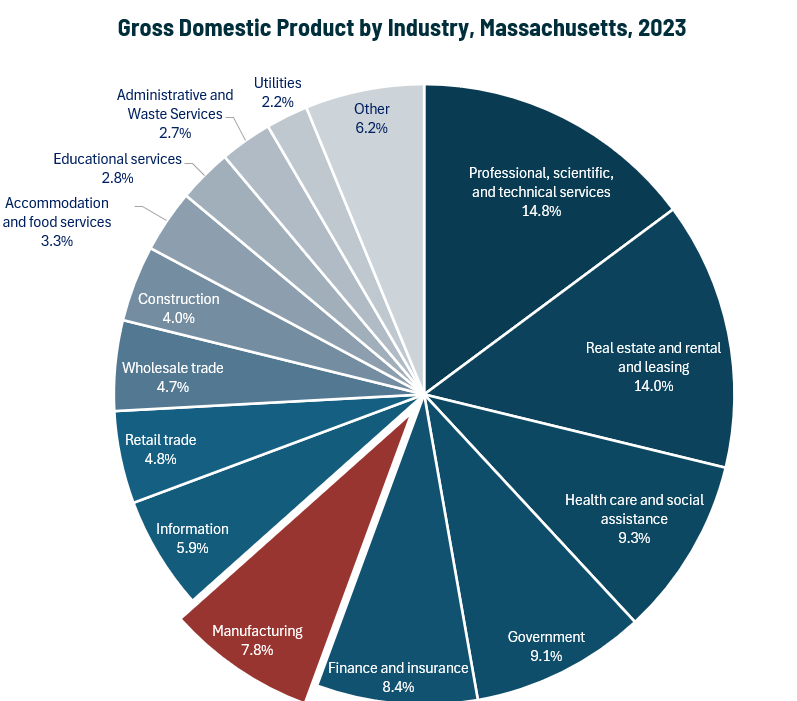 Gross Domestic Product by Industry, Massachusetts, 2023
Professional, scientific,
and technical services
14.8%
Real estate and rental
and leasing
14.0%
Health care and social
assistance
9.3%
Government
9.1%
Finance and insurance
8.4%
Manufacturing
7.8%
Information
5.9%
Retail trade
4.8%
Wholesale trade
4.7%
Construction
4.0%
Accommodation
and food services
3.3%
Educational services
2.8%
Administrative and
Waste Services
2.7%
Utilities
2.2%
Other
6.2%